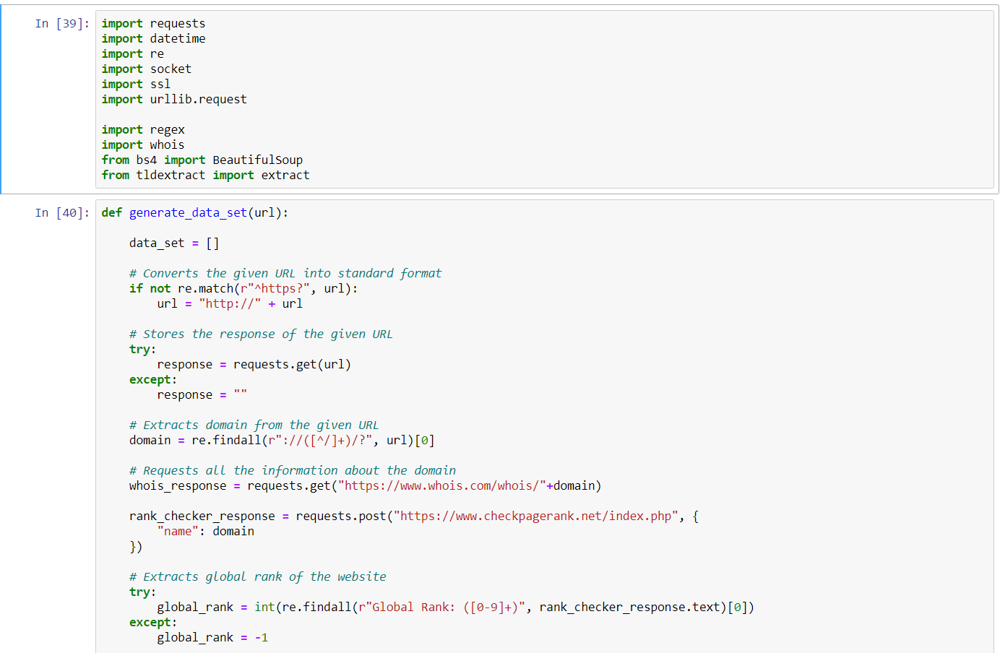 In [39]: import requests
import datetime
import re
import socket
import ssl
import urllib.request

import regex
import whois
from bs4 import BeautifulSoup
from tldextract import extract

In [40]: def generate_data_set(url):

    data_set = []

    # Converts the given URL into standard format
    if not re.match(r"^https?", url):
        url = "http://" + url

    # Stores the response of the given URL
    try:
        response = requests.get(url)
    except:
        response = ""

    # Extracts domain from the given URL
    domain = re.findall(r"://([^/]+)/?", url)[0]

    # Requests all the information about the domain
    whois_response = requests.get("https://www.whois.com/whois/"+domain)

    rank_checker_response = requests.post("https://www.checkpagerank.net/index.php", {
        "name": domain
    })

    # Extracts global rank of the website
    try:
        global_rank = int(re.findall(r"Global Rank: ([0-9]+)", rank_checker_response.text)[0])
    except:
        global_rank = -1